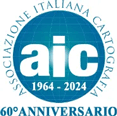 ASSOCIAZIONE ITALIANA CARTOGRAFIA
aic
1964 - 2024
60°ANNIVERSARIO